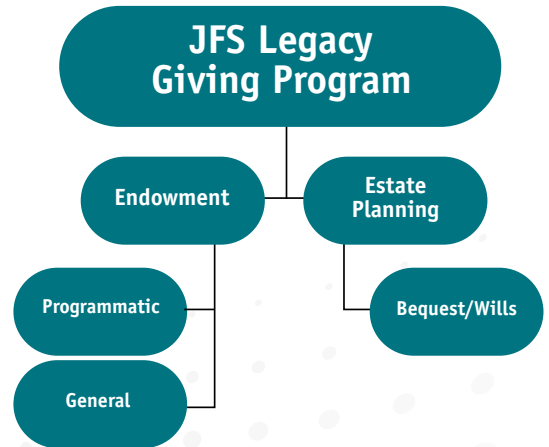 JFS Legacy
Giving Program
Endowment
Estate
Planning
Programmatic
Bequest/Wills
General